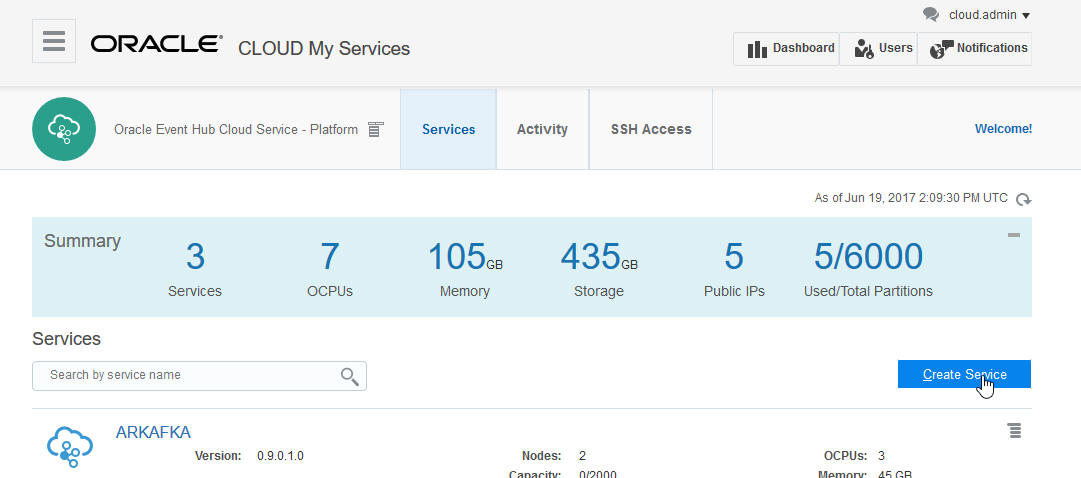 cloud.admin
ORACLE® CLOUD My Services
Dashboard Users Notifications
Oracle Event Hub Cloud Service - Platform Services Activity SSH Access Welcome!
As of Jun 19, 2017 2:09:30 PM UTC
Summary
3 7 105GB 435GB 5 5/6000
Services OCPUs Memory Storage Public IPs Used/Total Partitions
Services
Search by service name Create Service
ARKAFKA
Version: 0.9.0.1.0 Nodes: 2 OCPUs: 3
Capacity: 0/2000 Memory: 45 GB